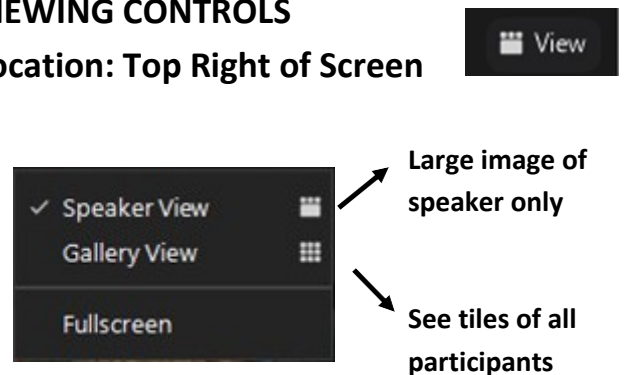 IEWING CONTROLS
ocation: Top Right of Screen
View
Large image of
speaker only
✓ Speaker View
Gallery View
Fullscreen
See tiles of all
participants